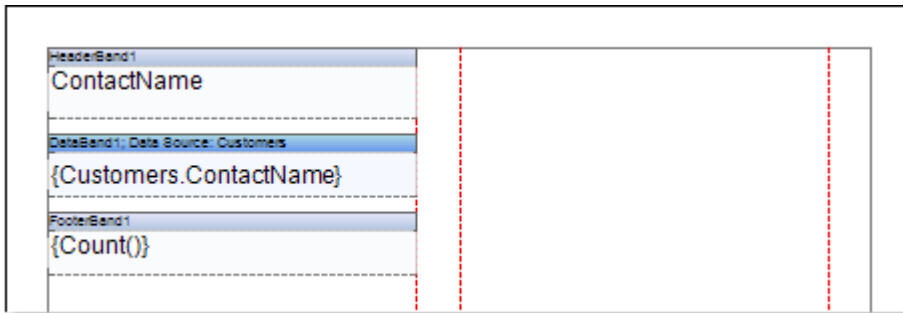 HeaderBand1
ContactName
DataBand1; Data Source: Customers
{Customers.ContactName}
FooterBand1
{Count()}